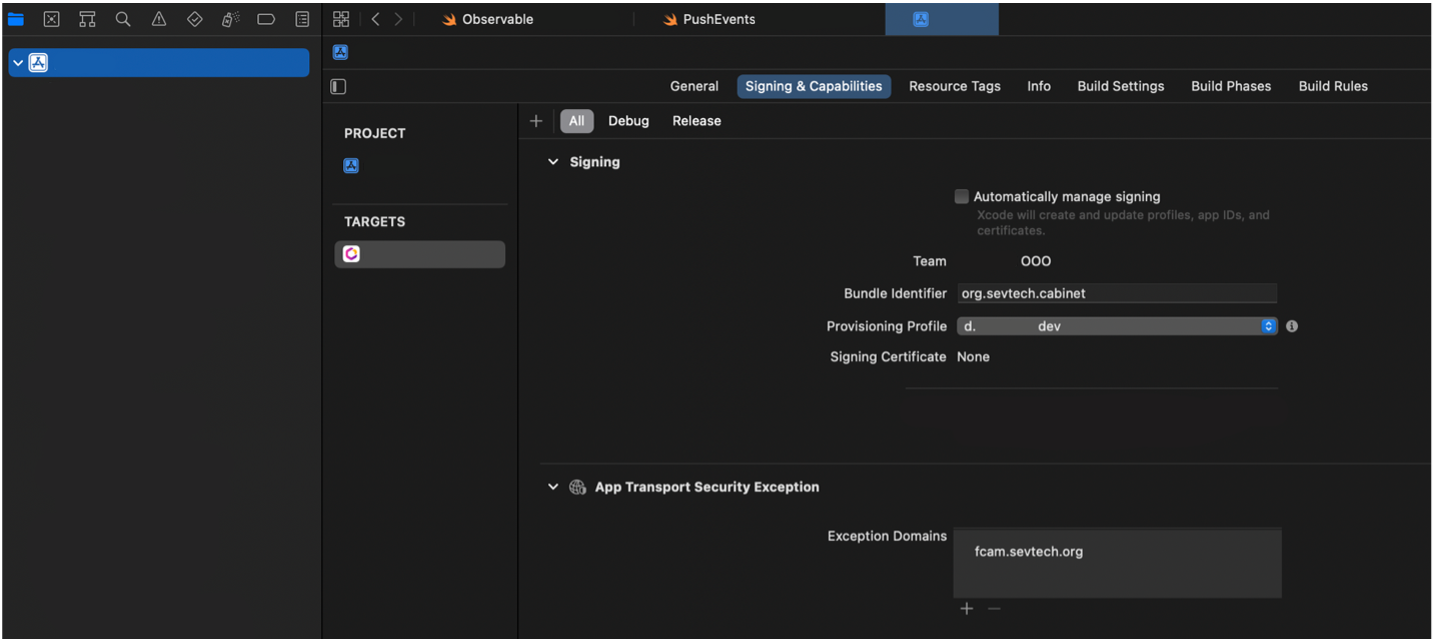 Observable PushEvents
General Signing & Capabilities Resource Tags Info Build Settings Build Phases Build Rules
PROJECT
TARGETS
All Debug Release
Signing
Automatically manage signing
Xcode will create and update profiles, app IDs, and
certificates.
Team OOO
Bundle Identifier org.sevtech.cabinet
Provisioning Profile d. dev
Signing Certificate None
App Transport Security Exception
Exception Domains
fcam.sevtech.org